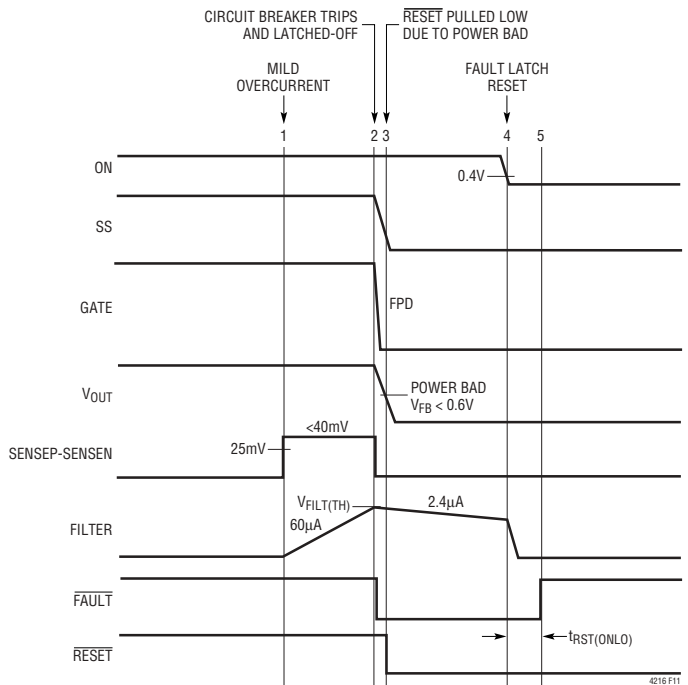 CIRCUIT BREAKER TRIPS
AND LATCHED-OFF
RESET PULLED LOW
DUE TO POWER BAD
MILD
OVERCURRENT
FAULT LATCH
RESET
1 2 3 4 5
ON
0.4V
SS
GATE
FPD
VOUT
POWER BAD
VFB < 0.6V
SENSEP-SENSEN
25mV
<40mV
FILTER
VFILT(TH)
60µA
2.4µA
FAULT
tRST(ONLO)
RESET
4216 F11